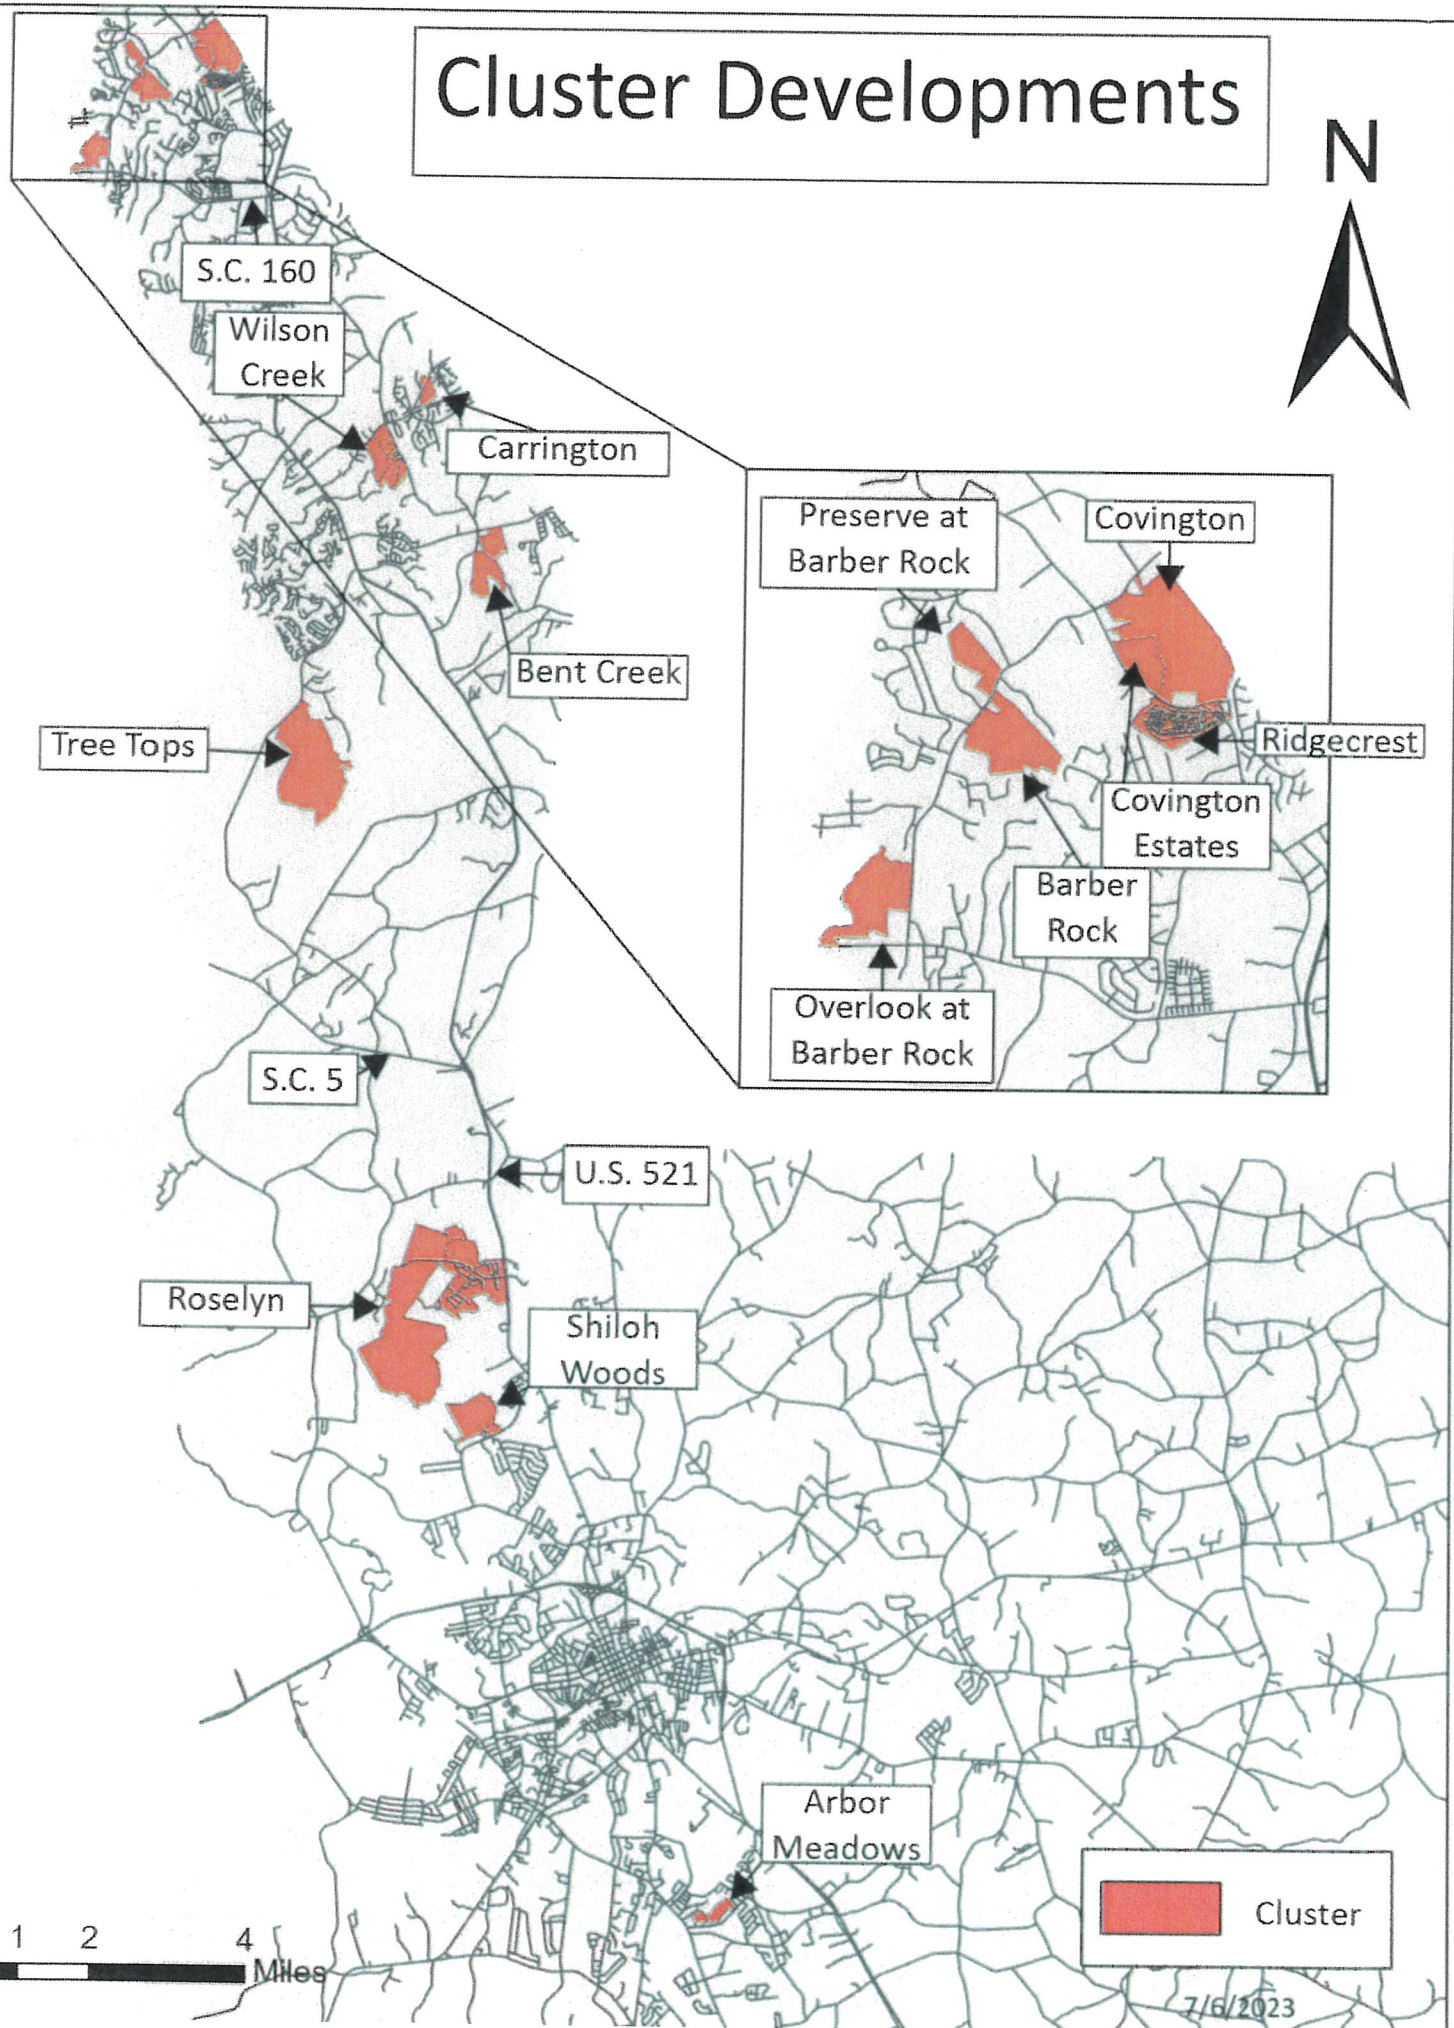 Cluster Developments
N
S.C. 160
Wilson
Creek
Carrington
Preserve at
Barber Rock
Covington
Bent Creek
Tree Tops
Ridgecrest
Covington
Estates
Barber
Rock
Overlook at
Barber Rock
S.C. 5
U.S. 521
Roselyn
Shiloh
Woods
Arbor
Meadows
Cluster
1 2 4
Miles
7/6/2023